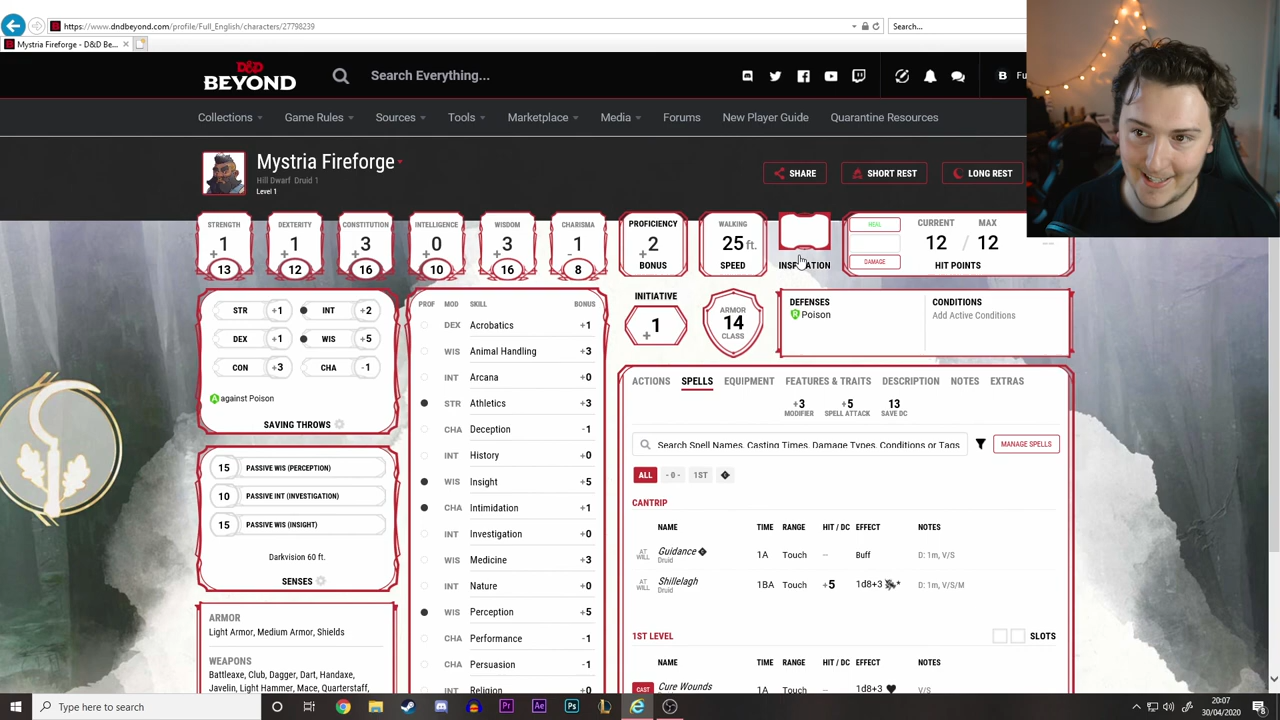 https://www.dndbeyond.com/profile/Full_English/characters/27798239
Search...
Mystria Fireforge - D&D Be...
D&D BEYOND
Search Everything...
Collections
Game Rules
Sources
Tools
Marketplace
Media
Forums
New Player Guide
Quarantine Resources
Mystria Fireforge
Hill Dwarf Druid 1
Level 1
SHARE
SHORT REST
LONG REST
STRENGTH
1
+
13
DEXTERITY
1
+
12
CONSTITUTION
3
+
16
INTELLIGENCE
0
+
10
WISDOM
3
+
16
CHARISMA
1
-
8
PROFICIENCY
2
+
BONUS
WALKING
25 ft.
SPEED
INSPIRATION
HEAL
DAMAGE
CURRENT
MAX
12 / 12
--
HIT POINTS
STR +1
INT +2
DEX +1
WIS +5
CON +3
CHA -1
against Poison
SAVING THROWS
15 PASSIVE WIS (PERCEPTION)
10 PASSIVE INT (INVESTIGATION)
15 PASSIVE WIS (INSIGHT)
Darkvision 60 ft.
SENSES
ARMOR
Light Armor, Medium Armor, Shields
WEAPONS
Battleaxe, Club, Dagger, Dart, Handaxe,
Javelin, Light Hammer, Mace, Quarterstaff,
PROF MOD SKILL BONUS
DEX Acrobatics +1
WIS Animal Handling +3
INT Arcana +0
STR Athletics +3
CHA Deception -1
INT History +0
WIS Insight +5
CHA Intimidation +1
INT Investigation +0
WIS Medicine +3
INT Nature +0
WIS Perception +5
CHA Performance -1
CHA Persuasion -1
INT Religion +0
INITIATIVE
1
+
ARMOR
14
CLASS
DEFENSES
Poison
CONDITIONS
Add Active Conditions
ACTIONS
SPELLS
EQUIPMENT
FEATURES & TRAITS
DESCRIPTION
NOTES
EXTRAS
+3
MODIFIER
+5
SPELL ATTACK
13
SAVE DC
Search Spell Names, Casting Times, Damage Types, Conditions or Tags
MANAGE SPELLS
ALL
- 0 -
1ST
CANTRIP
NAME TIME RANGE HIT / DC EFFECT NOTES
AT WILL Guidance 1A Touch -- Buff D: 1m, V/S
Druid
AT WILL Shillelagh 1BA Touch +5 1d8+3 * D: 1m, V/S/M
Druid
1ST LEVEL
SLOTS
NAME TIME RANGE HIT / DC EFFECT NOTES
CAST Cure Wounds 1A Touch -- 1d8+3 V/S
Type here to search
20:07
30/04/2020